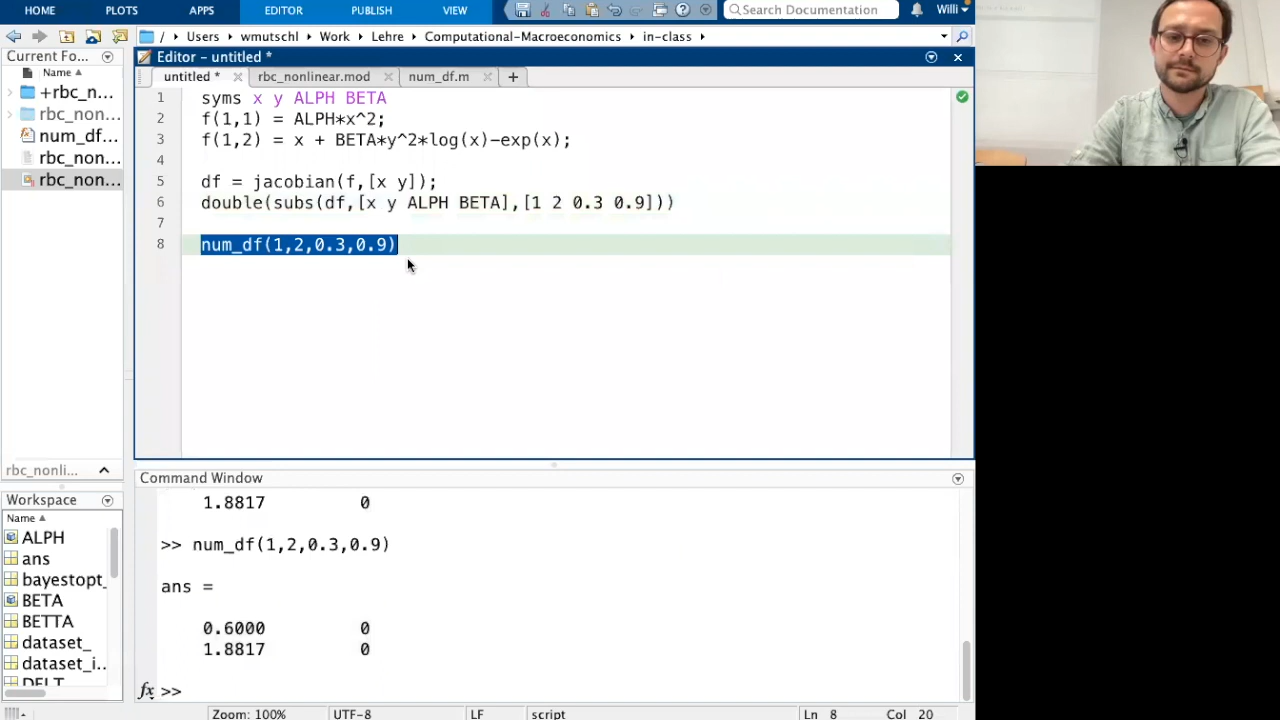 HOME PLOTS APPS EDITOR PUBLISH VIEW Search Documentation Willi
/ › Users › wmutschl › Work › Lehre › Computational-Macroeconomics › in-class ›
Current Fo...
Name
+rbc_n...
rbc_non...
num_df...
rbc_non...
rbc_non...
rbc_nonli...
Workspace
Name
ALPH
ans
bayestopt_
BETA
BETTA
dataset_
dataset_i..
DELT
Editor – untitled *
untitled * rbc_nonlinear.mod num_df.m
1 syms x y ALPH BETA
2 f(1,1) = ALPH*x^2;
3 f(1,2) = x + BETA*y^2*log(x)-exp(x);
4
5 df = jacobian(f,[x y]);
6 double(subs(df,[x y ALPH BETA],[1 2 0.3 0.9]))
7
8 num_df(1,2,0.3,0.9)
Command Window
1.8817 0
>> num_df(1,2,0.3,0.9)
ans =
0.6000 0
1.8817 0
fx >>
Zoom: 100% UTF-8 LF script Ln 8 Col 20